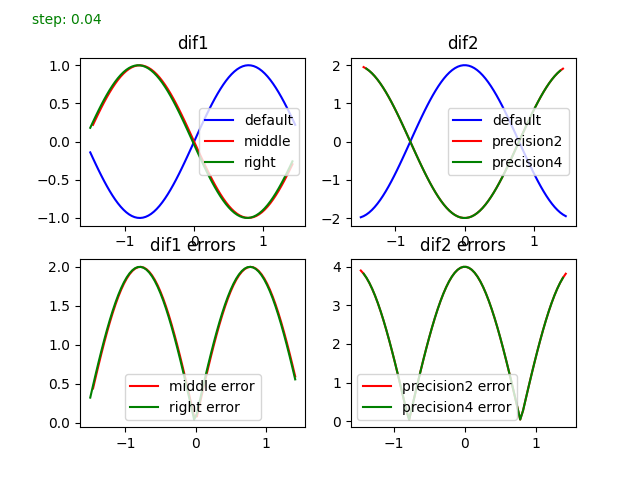 step: 0.04
dif1
dif2
1.0
0.5
0.0
−0.5
−1.0
−1
1
default
middle
right
2
1
0
−1
−2
−1
0
1
default
precision2
precision4
dif1 errors
dif2 errors
2.0
1.5
1.0
0.5
0.0
−1
0
1
middle error
right error
4
3
2
1
0
−1
0
1
precision2 error
precision4 error